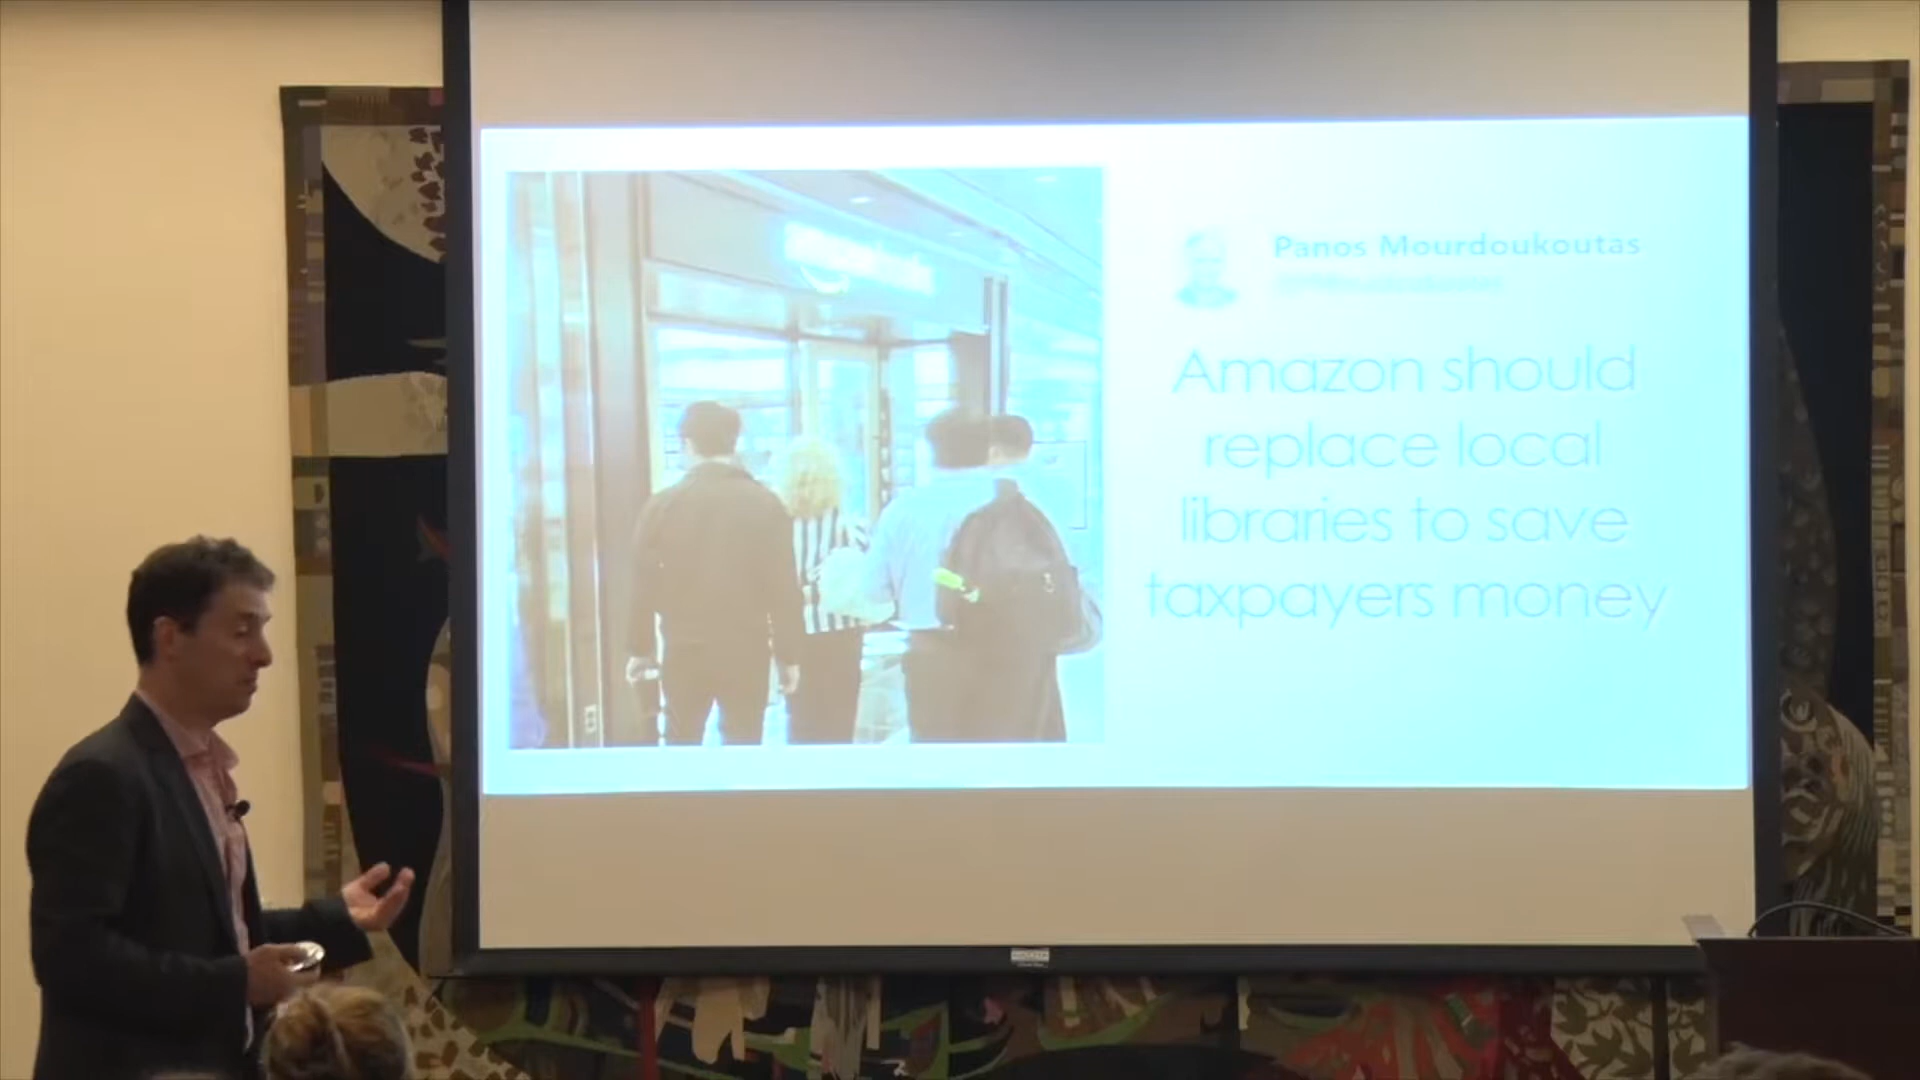 Panos Mourdoukoutas
Amazon should
replace local
libraries to save
taxpayers money